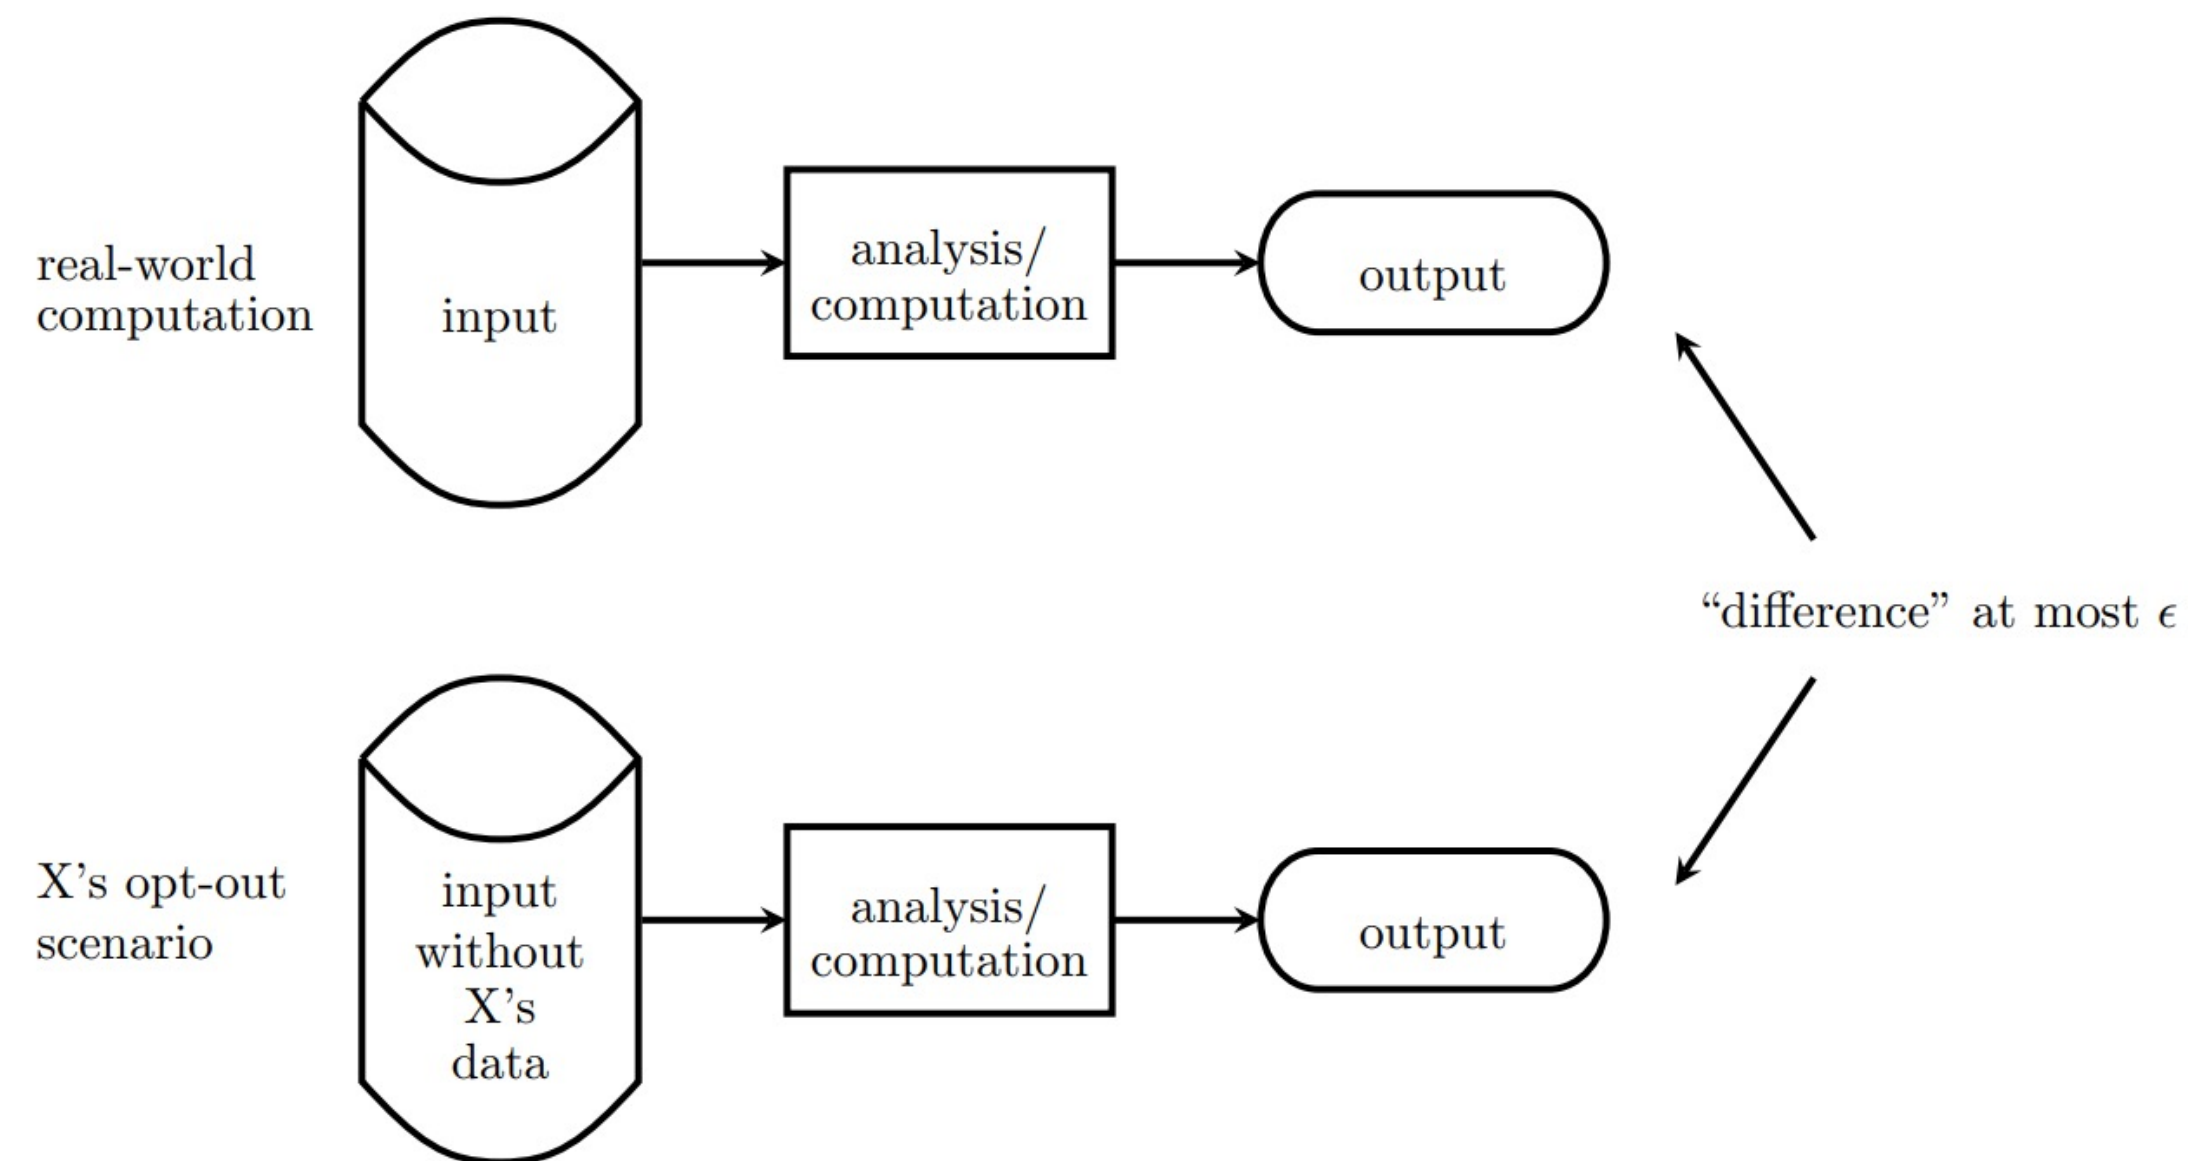 real-world
computation
input
analysis/
computation
output
“difference” at most ϵ
X’s opt-out
scenario
input
without
X’s
data
analysis/
computation
output